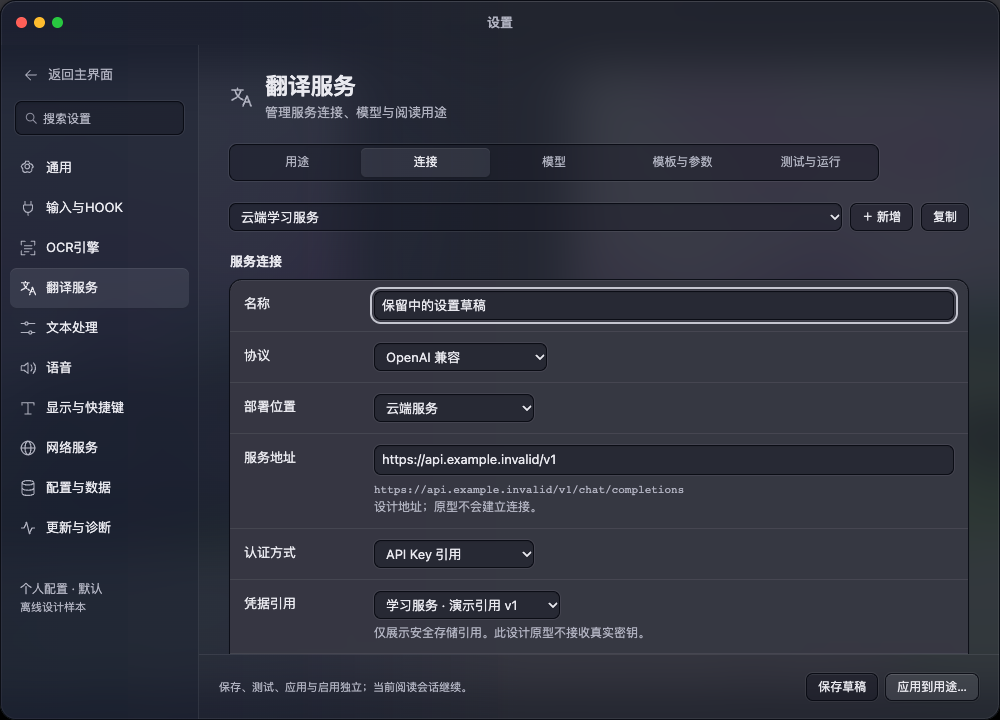 设置
返回主界面
搜索设置
通用
输入与HOOK
OCR引擎
翻译服务
文本处理
语音
显示与快捷键
网络服务
配置与数据
更新与诊断
个人配置 · 默认
离线设计样本
翻译服务
管理服务连接、模型与阅读用途
用途 连接 模型 模板与参数 测试与运行
云端学习服务 + 新增 复制
服务连接
名称 保留中的设置草稿
协议 OpenAI 兼容
部署位置 云端服务
服务地址 https://api.example.invalid/v1
https://api.example.invalid/v1/chat/completions
设计地址；原型不会建立连接。
认证方式 API Key 引用
凭据引用 学习服务 · 演示引用 v1
仅展示安全存储引用。此设计原型不接收真实密钥。
保存、测试、应用与启用独立；当前阅读会话继续。 保存草稿 应用到用途...